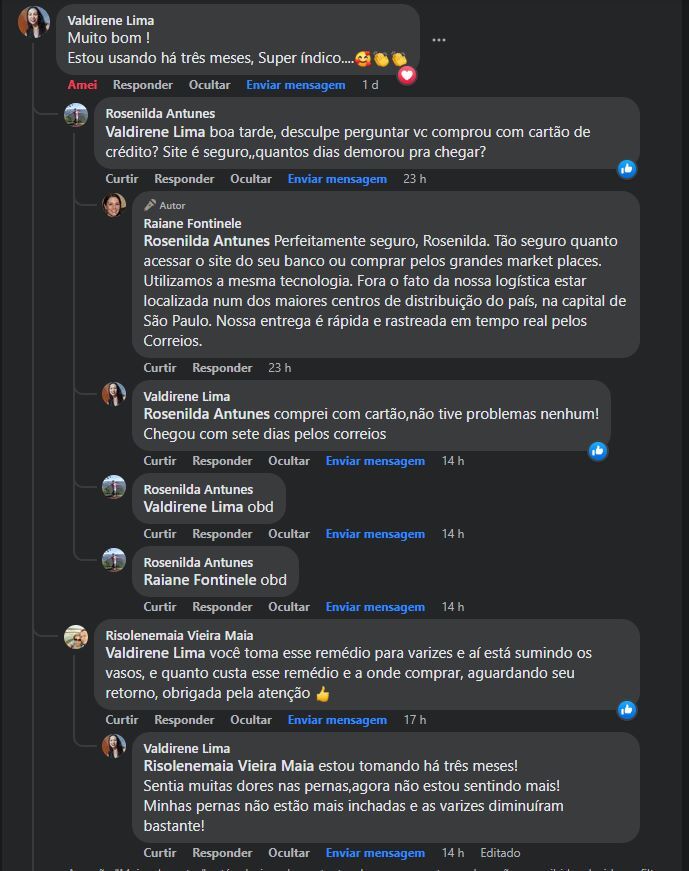 Valdirene Lima
Muito bom !
Estou usando há três meses, Super índico....🥰👏👏
Amei Responder Ocultar Enviar mensagem 1 d
Rosenilda Antunes
Valdirene Lima boa tarde, desculpe perguntar vc comprou com cartão de
crédito? Site é seguro,,quantos dias demorou pra chegar?
Curtir Responder Ocultar Enviar mensagem 23 h
Autor
Raiane Fontinele
Rosenilda Antunes Perfeitamente seguro, Rosenilda. Tão seguro quanto
acessar o site do seu banco ou comprar pelos grandes market places.
Utilizamos a mesma tecnologia. Fora o fato da nossa logística estar
localizada num dos maiores centros de distribuição do país, na capital de
São Paulo. Nossa entrega é rápida e rastreada em tempo real pelos
Correios.
Curtir Responder 23 h
Valdirene Lima
Rosenilda Antunes comprei com cartão,não tive problemas nenhum!
Chegou com sete dias pelos correios
Curtir Responder Ocultar Enviar mensagem 14 h
Rosenilda Antunes
Valdirene Lima obd
Curtir Responder Ocultar Enviar mensagem 14 h
Rosenilda Antunes
Raiane Fontinele obd
Curtir Responder Ocultar Enviar mensagem 14 h
Risolenemaia Vieira Maia
Valdirene Lima você toma esse remédio para varizes e aí está sumindo os
vasos, e quanto custa esse remédio e a onde comprar, aguardando seu
retorno, obrigada pela atenção 👍
Curtir Responder Ocultar Enviar mensagem 17 h
Valdirene Lima
Risolenemaia Vieira Maia estou tomando há três meses!
Sentia muitas dores nas pernas,agora não estou sentindo mais!
Minhas pernas não estão mais inchadas e as varizes diminuíram
bastante!
Curtir Responder Ocultar Enviar mensagem 14 h Editado